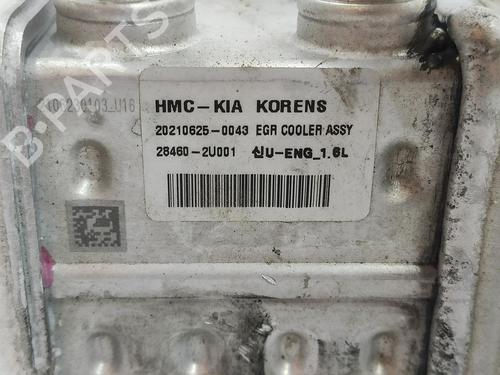 B-PARTS
HMC-KIA KORENS
20210625-0043 EGR COOLER ASSY
28460-2U001 신U-ENG_1.6L